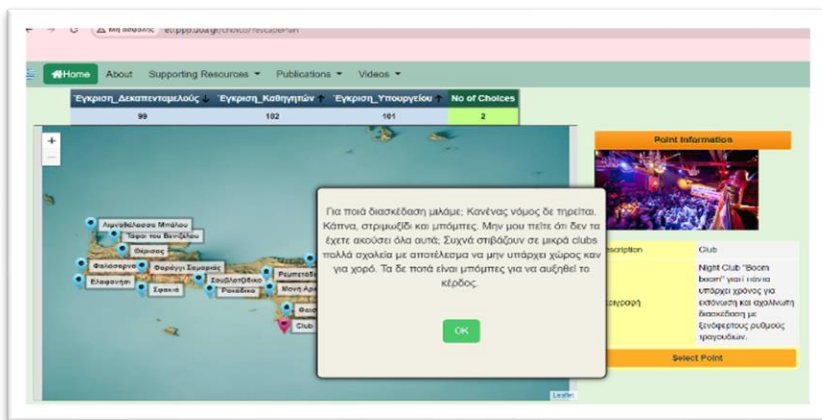 Μη ασφαλής
Home About Supporting Resources Publications Videos
Έγκριση_Δεκαπενταμελούς Έγκριση_Καθηγητών Έγκριση_Υπουργείου No of Choices
99 102 101 2
+
−
Point Information
Για ποιά διασκέδαση μιλάμε; Κανένας νόμος δε τηρείται.
Κάπνα, στριμωξίδι και μπόμπες. Μην μου πείτε ότι δεν τα
έχετε ακούσει όλα αυτά; Συχνά στιβάζουν σε μικρά clubs
πολλά σχολεία με αποτέλεσμα να μην υπάρχει χώρος καν
για χορό. Τα δε ποτά είναι μπόμπες για να αυξηθεί το
κέρδος.
OK
Λιμνοθάλασσα Μπάλου
Τάφοι του Βενιζέλου
Θέρισος
Φαλάσαρνα
Φαράγγι Σαμαριάς
Ελαφονήσι
Σφακιά
Σουβλατζίδικο
Ρακάδικο
Club
Club
Night Club "Boom
boom" γιατί πάντα
υπάρχει χρόνος για
εκτόνωση και αχαλίνωτη
διασκέδαση με
ξενόφερτους ρυθμούς
τραγουδιών.
Select Point
Leaflet